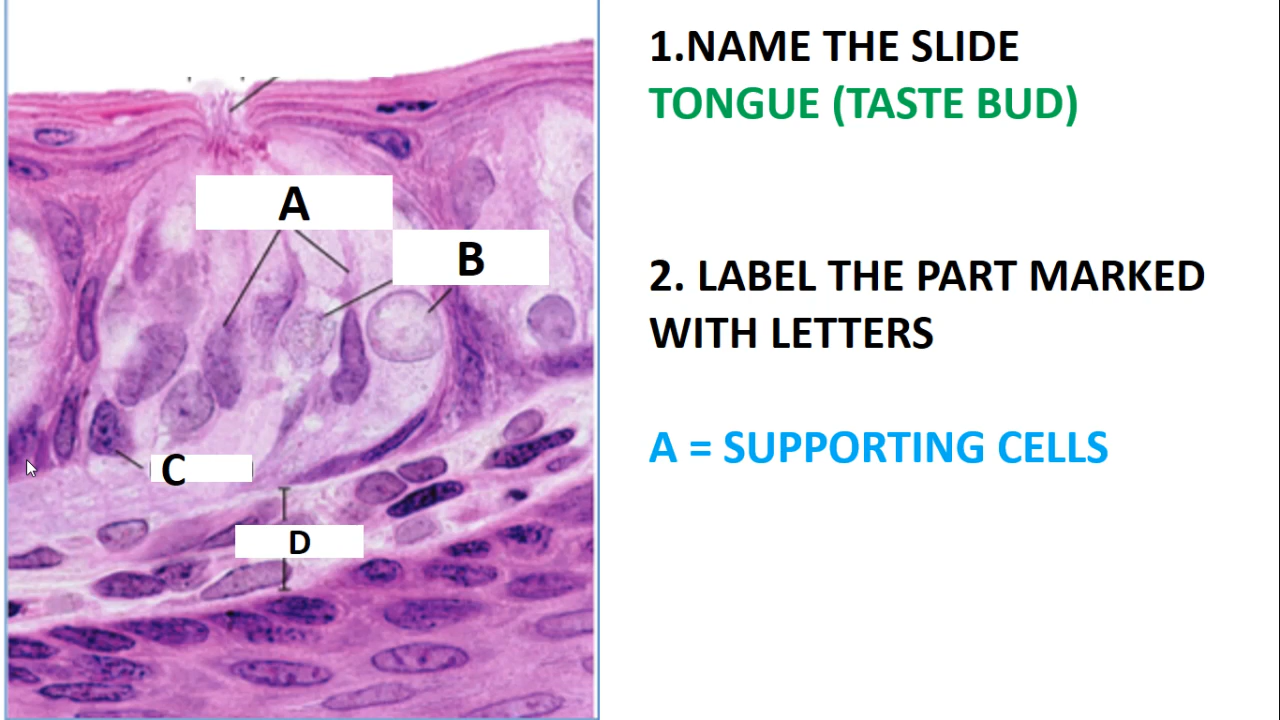 A
B
C
D
1.NAME THE SLIDE
TONGUE (TASTE BUD)
2. LABEL THE PART MARKED
WITH LETTERS
A = SUPPORTING CELLS